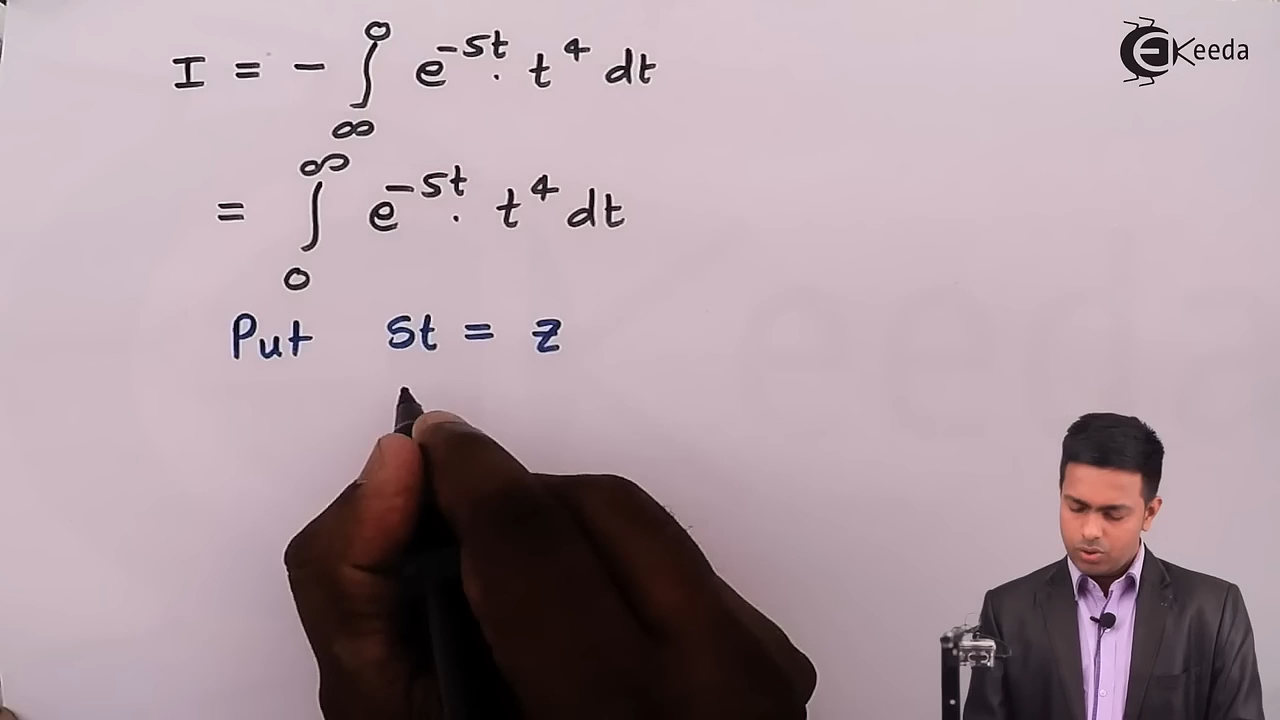 Ekeeda
I = - ∫_∞^0 e^{-5t} . t^4 dt
= ∫_0^∞ e^{-5t} . t^4 dt
Put 5t = z